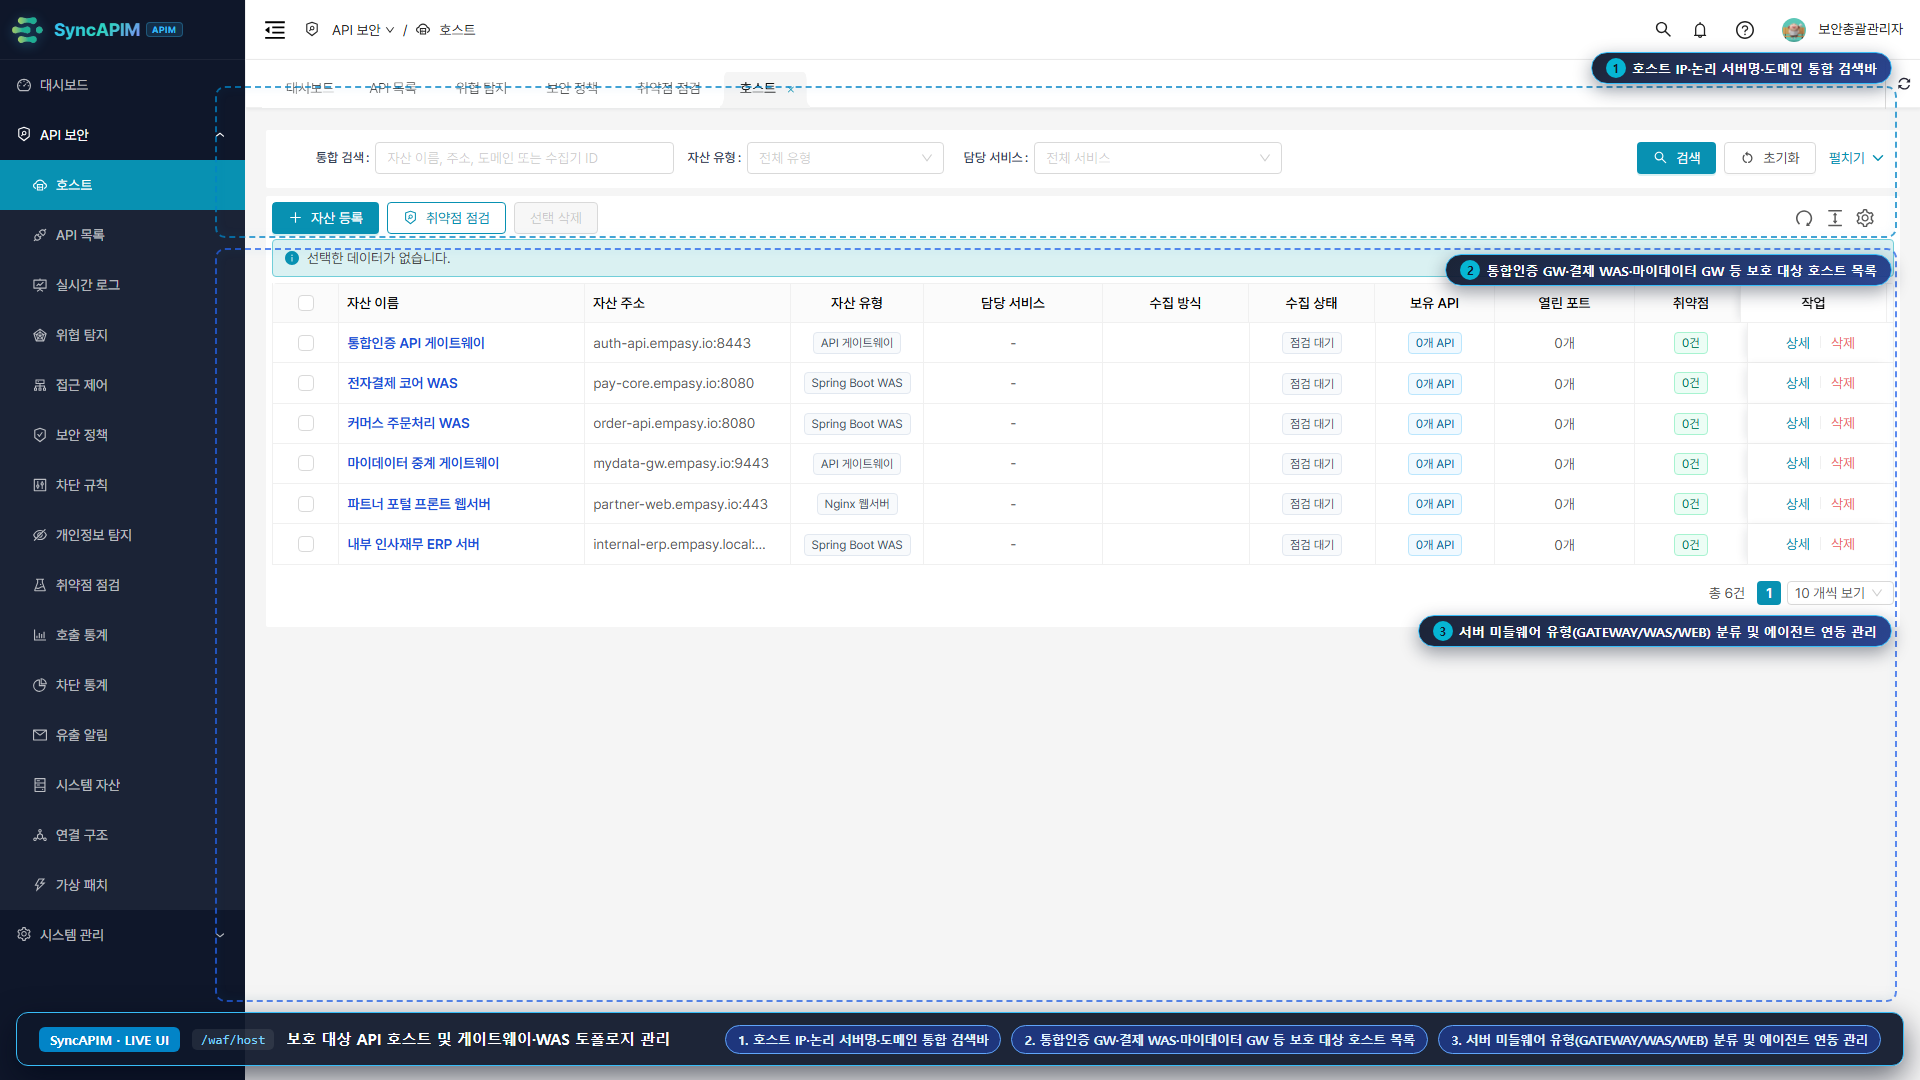 SyncAPIM APIM
API 보안 / 호스트
보안총괄관리자
대시보드
API 보안
호스트
API 목록
실시간 로그
위협 탐지
접근 제어
보안 정책
차단 규칙
개인정보 탐지
취약점 점검
호출 통계
차단 통계
유출 알림
시스템 자산
연결 구조
가상 패치
시스템 관리
대시보드 API 목록 위협 탐지 보안 정책 취약점 점검 호스트 ×
1 호스트 IP·논리 서버명·도메인 통합 검색바
통합 검색: 자산 이름, 주소, 도메인 또는 수집기 ID 자산 유형: 전체 유형 담당 서비스: 전체 서비스 검색 초기화 펼치기
+ 자산 등록 취약점 점검 선택 삭제
선택한 데이터가 없습니다.
2 통합인증 GW·결제 WAS·마이데이터 GW 등 보호 대상 호스트 목록
자산 이름 자산 주소 자산 유형 담당 서비스 수집 방식 수집 상태 보유 API 열린 포트 취약점 작업
통합인증 API 게이트웨이 auth-api.empasy.io:8443 API 게이트웨이 - 점검 대기 0개 API 0개 0건 상세 삭제
전자결제 코어 WAS pay-core.empasy.io:8080 Spring Boot WAS - 점검 대기 0개 API 0개 0건 상세 삭제
커머스 주문처리 WAS order-api.empasy.io:8080 Spring Boot WAS - 점검 대기 0개 API 0개 0건 상세 삭제
마이데이터 중계 게이트웨이 mydata-gw.empasy.io:9443 API 게이트웨이 - 점검 대기 0개 API 0개 0건 상세 삭제
파트너 포털 프론트 웹서버 partner-web.empasy.io:443 Nginx 웹서버 - 점검 대기 0개 API 0개 0건 상세 삭제
내부 인사재무 ERP 서버 internal-erp.empasy.local:... Spring Boot WAS - 점검 대기 0개 API 0개 0건 상세 삭제
총 6건 1 10 개씩 보기
3 서버 미들웨어 유형(GATEWAY/WAS/WEB) 분류 및 에이전트 연동 관리
SyncAPIM · LIVE UI /waf/host 보호 대상 API 호스트 및 게이트웨이·WAS 토폴로지 관리 1. 호스트 IP·논리 서버명·도메인 통합 검색바 2. 통합인증 GW·결제 WAS·마이데이터 GW 등 보호 대상 호스트 목록 3. 서버 미들웨어 유형(GATEWAY/WAS/WEB) 분류 및 에이전트 연동 관리